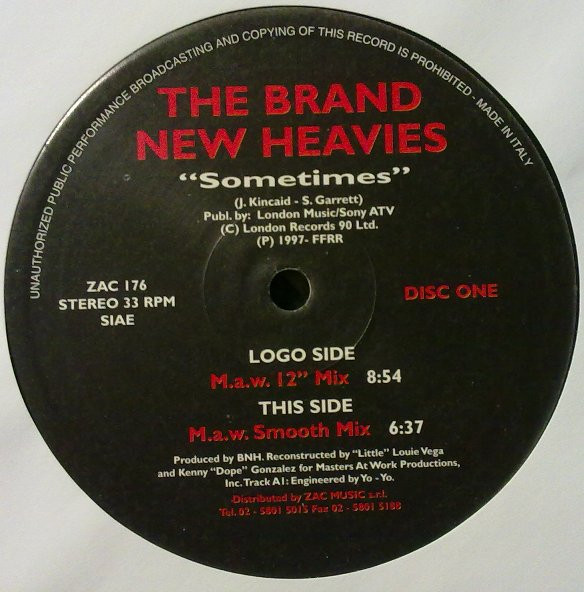 UNAUTHORIZED PUBLIC PERFORMANCE BROADCASTING AND COPYING OF THIS RECORD IS PROHIBITED - MADE IN ITALY
THE BRAND
NEW HEAVIES
“Sometimes”
(J. Kincaid - S. Garrett)
Publ. by: London Music/Sony ATV
(C) London Records 90 Ltd.
(P) 1997- FFRR
ZAC 176
STEREO 33 RPM
SIAE
DISC ONE
LOGO SIDE
M.a.w. 12” Mix 8:54
THIS SIDE
M.a.w. Smooth Mix 6:37
Produced by BNH. Reconstructed by “Little” Louie Vega
and Kenny “Dope” Gonzalez for Masters At Work Productions,
Inc. Track A1: Engineered by Yo - Yo.
Distributed by ZAC MUSIC s.r.l.
Tel. 02 - 5801 5015 Fax 02 - 5801 5188